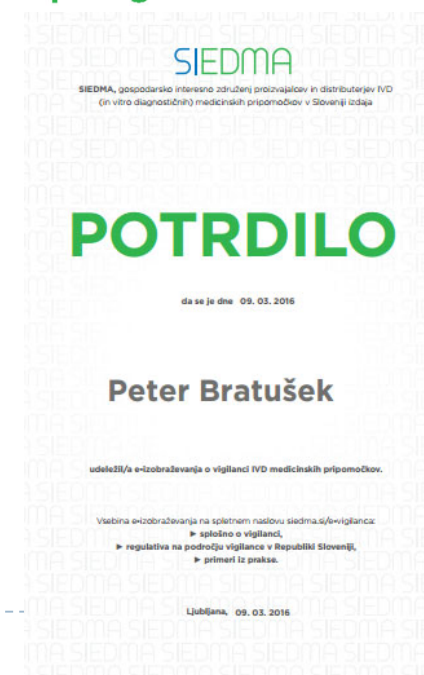 SIEDMA
SIEDMA, gospodarsko interesno združenj proizvajalcev in distributerjev IVD
(in vitro diagnostičnih) medicinskih pripomočkov v Sloveniji izdaja
POTRDILO
da se je dne 09. 03. 2016
Peter Bratušek
udeležil/a e-izobraževanja o vigilanci IVD medicinskih pripomočkov.
Vsebina e-izobraževanja na spletnem naslovu siedma.si/e-vigilanca:
► splošno o vigilanci,
► regulativa na področju vigilance v Republiki Sloveniji,
► primeri iz prakse.
Ljubljana, 09. 03. 2016